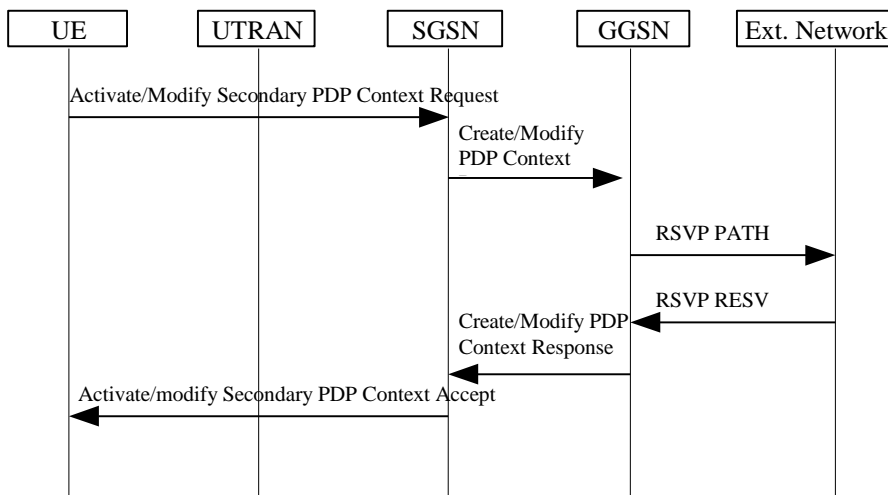 UE
UTRAN
SGSN
GGSN
Ext. Network
Activate/Modify Secondary PDP Context Request
Create/Modify
PDP Context
RSVP PATH
RSVP RESV
Create/Modify PDP
Context Response
Activate/modify Secondary PDP Context Accept